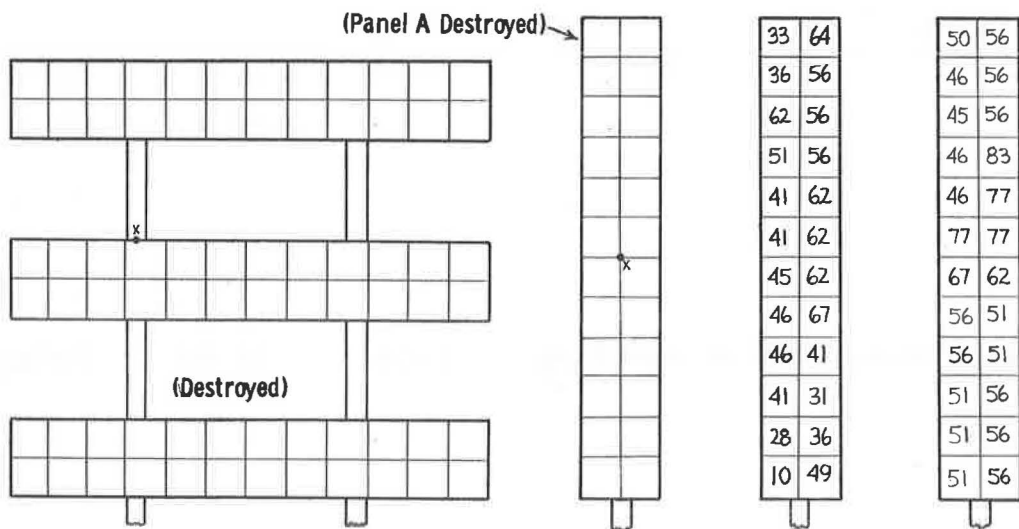 (Panel A Destroyed)
33 64 50 56
36 56 46 56
62 56 45 56
51 56 46 83
41 62 46 77
x
41 62 77 77
x
45 62 67 62
46 67 56 51
46 41 56 51
(Destroyed)
41 31 51 56
28 36 51 56
10 49 51 56